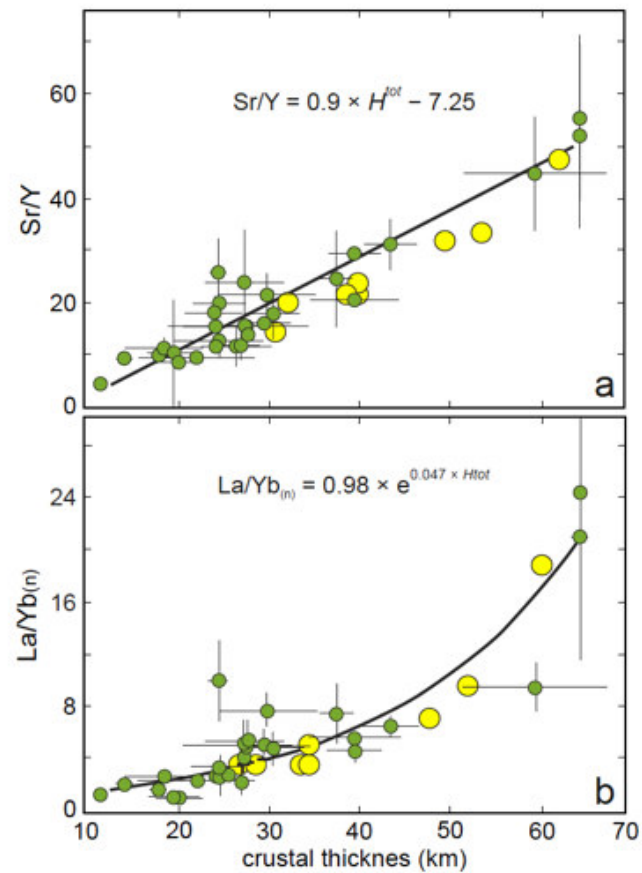 60
Sr/Y = 0.9 × H^tot – 7.25
Sr/Y
40
20
0
a
24
La/Yb(n) = 0.98 × e^0.047 × Htot
La/Yb(n)
16
8
0
b
10 20 30 40 50 60 70
crustal thicknes (km)